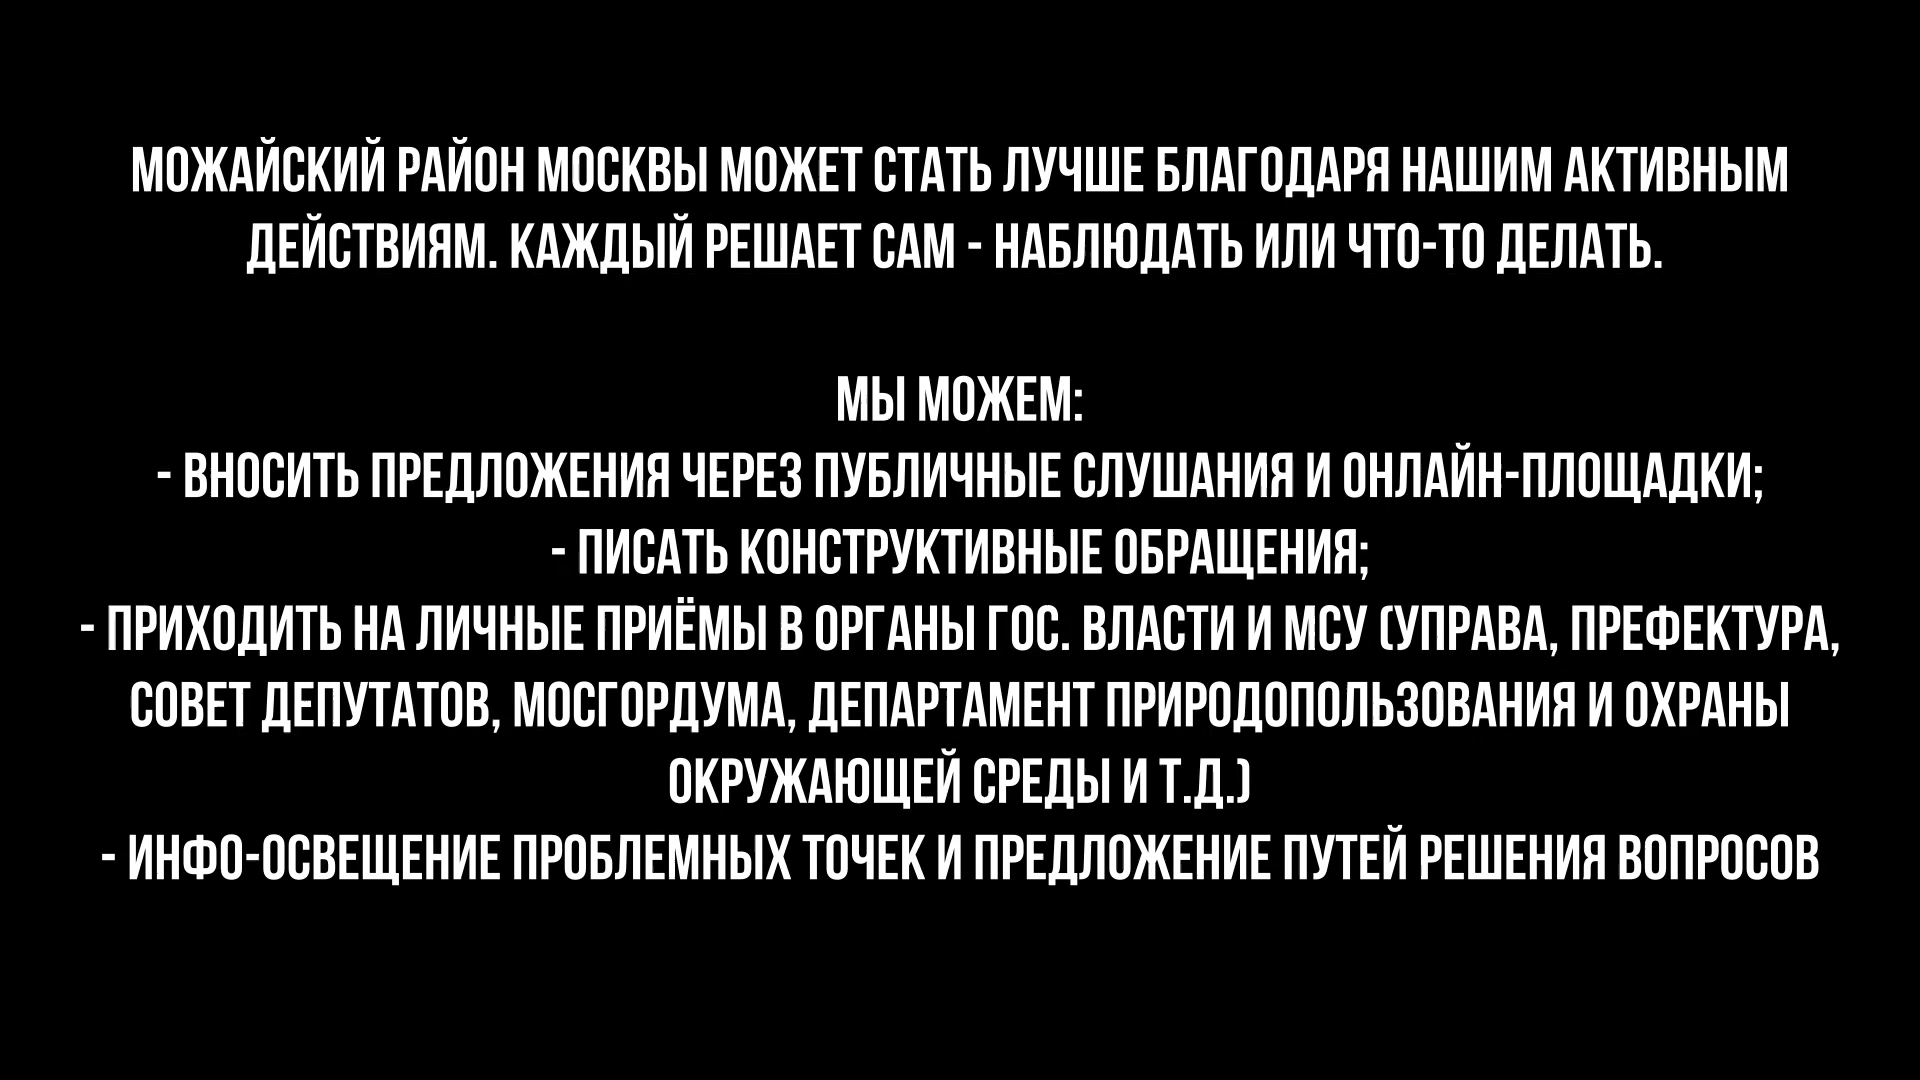 МОЖАЙСКИЙ РАЙОН МОСКВЫ МОЖЕТ СТАТЬ ЛУЧШЕ БЛАГОДАРЯ НАШИМ АКТИВНЫМ
ДЕЙСТВИЯМ. КАЖДЫЙ РЕШАЕТ САМ - НАБЛЮДАТЬ ИЛИ ЧТО-ТО ДЕЛАТЬ.
МЫ МОЖЕМ:
- ВНОСИТЬ ПРЕДЛОЖЕНИЯ ЧЕРЕЗ ПУБЛИЧНЫЕ СЛУШАНИЯ И ОНЛАЙН-ПЛОЩАДКИ;
- ПИСАТЬ КОНСТРУКТИВНЫЕ ОБРАЩЕНИЯ;
- ПРИХОДИТЬ НА ЛИЧНЫЕ ПРИЁМЫ В ОРГАНЫ ГОС. ВЛАСТИ И МСУ (УПРАВА, ПРЕФЕКТУРА,
СОВЕТ ДЕПУТАТОВ, МОСГОРДУМА, ДЕПАРТАМЕНТ ПРИРОДОПОЛЬЗОВАНИЯ И ОХРАНЫ
ОКРУЖАЮЩЕЙ СРЕДЫ И Т.Д.)
- ИНФО-ОСВЕЩЕНИЕ ПРОБЛЕМНЫХ ТОЧЕК И ПРЕДЛОЖЕНИЕ ПУТЕЙ РЕШЕНИЯ ВОПРОСОВ